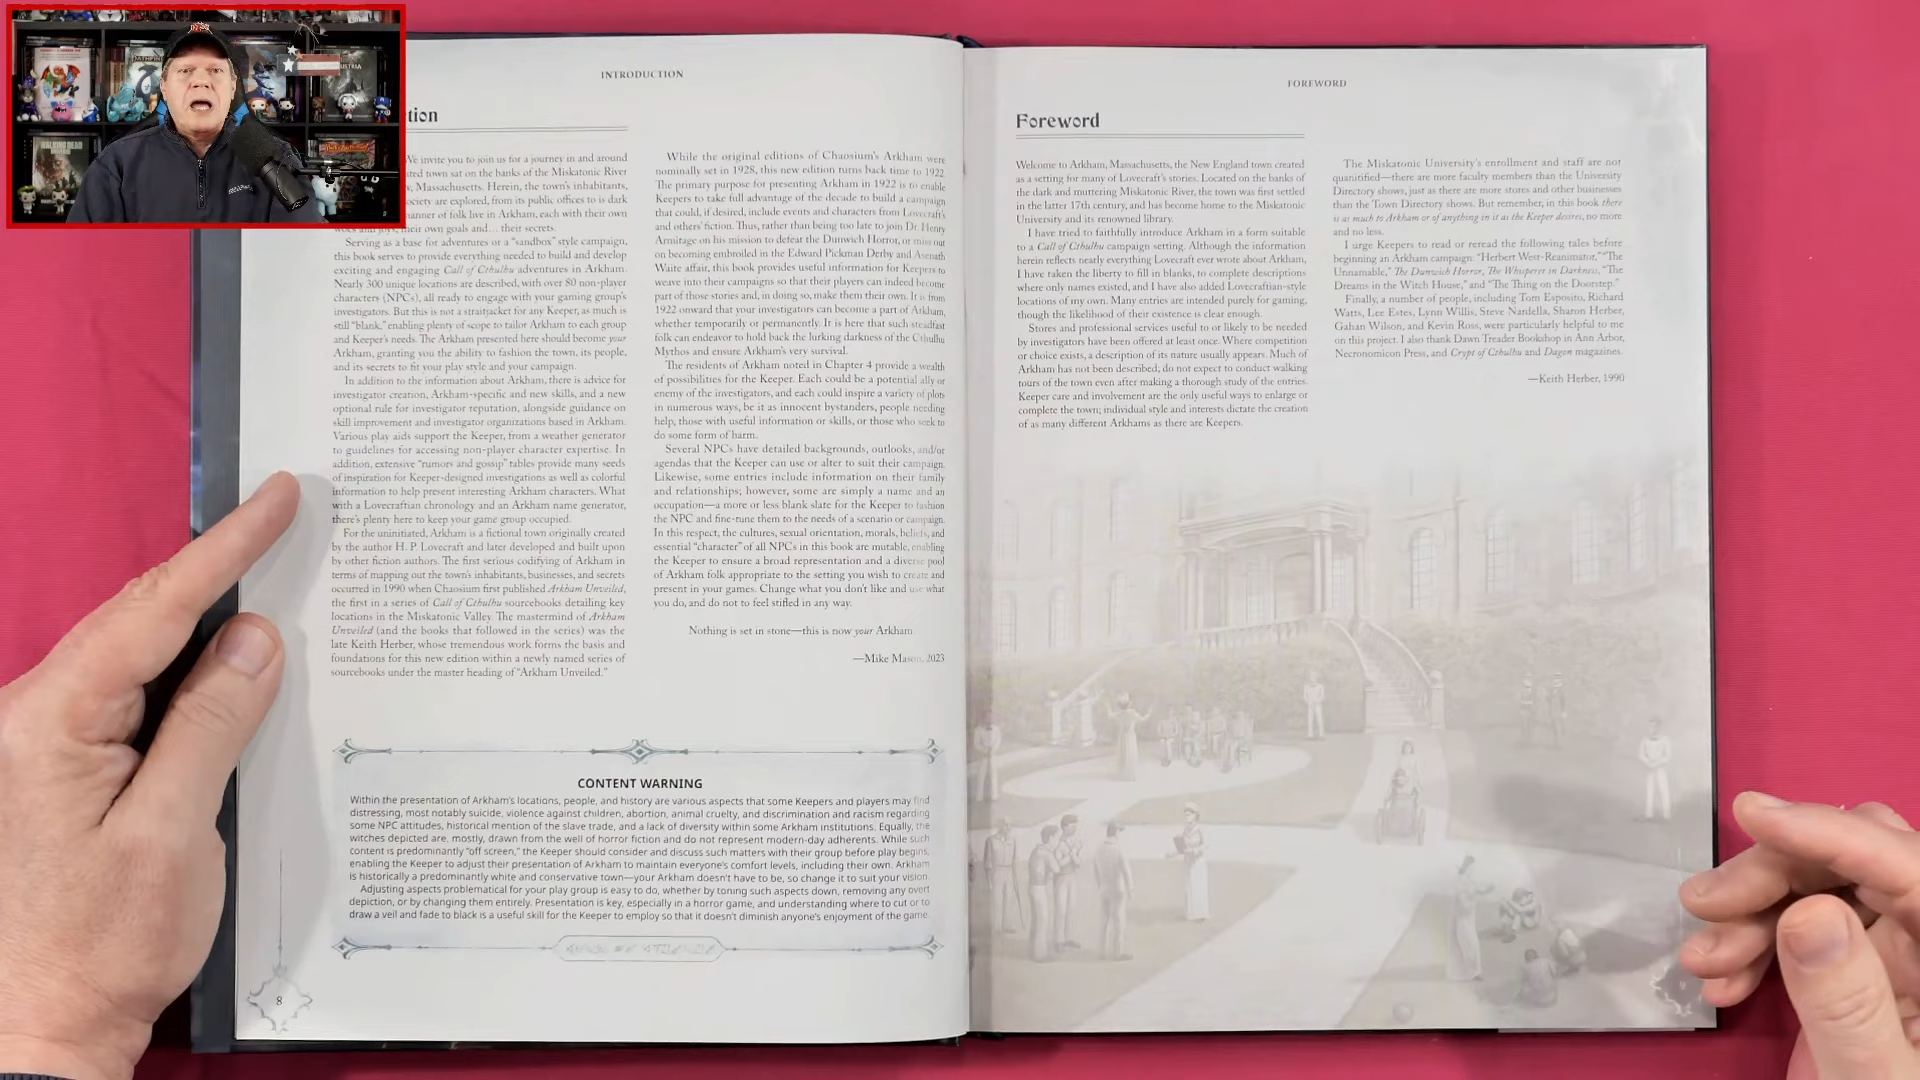 INTRODUCTION
tion
We invite you to join us for a journey in and around
ted town sat on the banks of the Miskatonic River
, Massachusetts. Herein, the town's inhabitants,
ciety are explored, from its public offices to is dark
anner of folk live in Arkham, each with their own
woes and joys, their own goals and… their secrets.
Serving as a base for adventures or a "sandbox" style campaign,
this book serves to provide everything needed to build and develop
exciting and engaging Call of Cthulhu adventures in Arkham.
Nearly 300 unique locations are described, with over 80 non-player
characters (NPCs), all ready to engage with your gaming group's
investigators. But this is not a straitjacket for any Keeper, as much is
still "blank," enabling plenty of scope to tailor Arkham to each group
and Keeper's needs. The Arkham presented here should become your
Arkham, granting you the ability to fashion the town, its people,
and its secrets to fit your play style and your campaign.
In addition to the information about Arkham, there is advice for
investigator creation, Arkham-specific and new skills, and a new
optional rule for investigator reputation, alongside guidance on
skill improvement and investigator organizations based in Arkham.
Various play aids support the Keeper, from a weather generator
to guidelines for accessing non-player character expertise. In
addition, extensive "rumors and gossip" tables provide many seeds
of inspiration for Keeper-designed investigations as well as colorful
information to help present interesting Arkham characters. What
with a Lovecraftian chronology and an Arkham name generator,
there's plenty here to keep your game group occupied.
For the uninitiated, Arkham is a fictional town originally created
by the author H. P. Lovecraft and later developed and built upon
by other fiction authors. The first serious codifying of Arkham in
terms of mapping out the town's inhabitants, businesses, and secrets
occurred in 1990 when Chaosium first published Arkham Unveiled,
the first in a series of Call of Cthulhu sourcebooks detailing key
locations in the Miskatonic Valley. The mastermind of Arkham
Unveiled (and the books that followed in the series) was the
late Keith Herber, whose tremendous work forms the basis and
foundations for this new edition within a newly named series of
sourcebooks under the master heading of "Arkham Unveiled."
While the original editions of Chaosium's Arkham were
nominally set in 1928, this new edition turns back time to 1922.
The primary purpose for presenting Arkham in 1922 is to enable
Keepers to take full advantage of the decade to build a campaign
that could, if desired, include events and characters from Lovecraft's
and others' fiction. Thus, rather than being too late to join Dr. Henry
Armitage on his mission to defeat the Dunwich Horror, or miss out
on becoming embroiled in the Edward Pickman Derby and Asenath
Waite affair, this book provides useful information for Keepers to
weave into their campaigns so that their players can indeed become
part of those stories and, in doing so, make them their own. It is from
1922 onward that your investigators can become a part of Arkham,
whether temporarily or permanently. It is here that such steadfast
folk can endeavor to hold back the lurking darkness of the Cthulhu
Mythos and ensure Arkham's very survival.
The residents of Arkham noted in Chapter 4 provide a wealth
of possibilities for the Keeper. Each could be a potential ally or
enemy of the investigators, and each could inspire a variety of plots
in numerous ways, be it as innocent bystanders, people needing
help, those with useful information or skills, or those who seek to
do some form of harm.
Several NPCs have detailed backgrounds, outlooks, and/or
agendas that the Keeper can use or alter to suit their campaign.
Likewise, some entries include information on their family
and relationships; however, some are simply a name and an
occupation—a more or less blank slate for the Keeper to fashion
the NPC and fine-tune them to the needs of a scenario or campaign.
In this respect, the cultures, sexual orientation, morals, beliefs, and
essential "character" of all NPCs in this book are mutable, enabling
the Keeper to ensure a broad representation and a diverse pool
of Arkham folk appropriate to the setting you wish to create and
present in your games. Change what you don't like and use what
you do, and do not to feel stifled in any way.
Nothing is set in stone—this is now your Arkham.
—Mike Mason, 2023
CONTENT WARNING
Within the presentation of Arkham's locations, people, and history are various aspects that some Keepers and players may find
distressing, most notably suicide, violence against children, abortion, animal cruelty, and discrimination and racism regarding
some NPC attitudes, historical mention of the slave trade, and a lack of diversity within some Arkham institutions. Equally, the
witches depicted are, mostly, drawn from the well of horror fiction and do not represent modern-day adherents. While such
content is predominantly "off screen," the Keeper should consider and discuss such matters with their group before play begins,
enabling the Keeper to adjust their presentation of Arkham to maintain everyone's comfort levels, including their own. Arkham
is historically a predominantly white and conservative town—your Arkham doesn't have to be, so change it to suit your vision.
Adjusting aspects problematical for your play group is easy to do, whether by toning such aspects down, removing any overt
depiction, or by changing them entirely. Presentation is key, especially in a horror game, and understanding where to cut or to
draw a veil and fade to black is a useful skill for the Keeper to employ so that it doesn't diminish anyone's enjoyment of the game.
8
FOREWORD
Foreword
Welcome to Arkham, Massachusetts, the New England town created
as a setting for many of Lovecraft's stories. Located on the banks of
the dark and muttering Miskatonic River, the town was first settled
in the latter 17th century, and has become home to the Miskatonic
University and its renowned library.
I have tried to faithfully introduce Arkham in a form suitable
to a Call of Cthulhu campaign setting. Although the information
herein reflects nearly everything Lovecraft ever wrote about Arkham,
I have taken the liberty to fill in blanks, to complete descriptions
where only names existed, and I have also added Lovecraftian-style
locations of my own. Many entries are intended purely for gaming,
though the likelihood of their existence is clear enough.
Stores and professional services useful to or likely to be needed
by investigators have been offered at least once. Where competition
or choice exists, a description of its nature usually appears. Much of
Arkham has not been described; do not expect to conduct walking
tours of the town even after making a thorough study of the entries.
Keeper care and involvement are the only useful ways to enlarge or
complete the town; individual style and interests dictate the creation
of as many different Arkhams as there are Keepers.
The Miskatonic University's enrollment and staff are not
quanitified—there are more faculty members than the University
Directory shows, just as there are more stores and other businesses
than the Town Directory shows. But remember, in this book there
is as much to Arkham or of anything in it as the Keeper desires, no more
and no less.
I urge Keepers to read or reread the following tales before
beginning an Arkham campaign: "Herbert West-Reanimator," "The
Unnamable," The Dunwich Horror, The Whisperer in Darkness, "The
Dreams in the Witch House," and "The Thing on the Doorstep."
Finally, a number of people, including Tom Esposito, Richard
Watts, Lee Estes, Lynn Willis, Steve Nardella, Sharon Herber,
Gahan Wilson, and Kevin Ross, were particularly helpful to me
on this project. I also thank Dawn Treader Bookshop in Ann Arbor,
Necronomicon Press, and Crypt of Cthulhu and Dagon magazines.
—Keith Herber, 1990
9